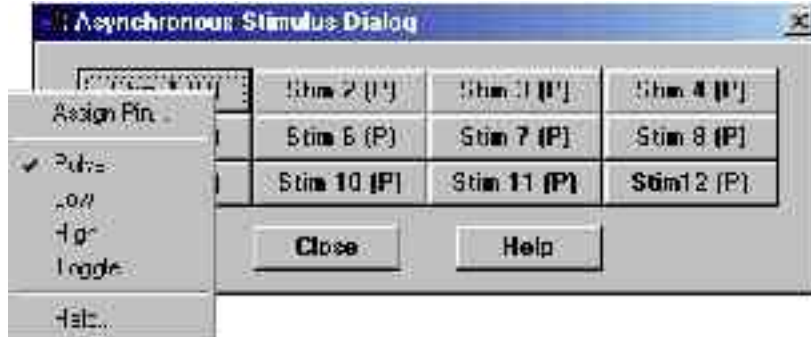 Asynchronous Stimulus Dialog
Stim 2 (P) Stim 3 (P) Stim 4 (P)
Assign Pin...
Stim 6 (P) Stim 7 (P) Stim 8 (P)
Pulse
Stim 10 (P) Stim 11 (P) Stim12 (P)
Low
High
Close Help
Toggle
Help...